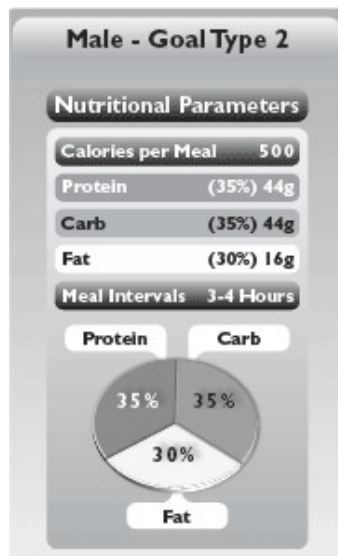 Male - Goal Type 2
Nutritional Parameters
Calories per Meal 500
Protein (35%) 44g
Carb (35%) 44g
Fat (30%) 16g
Meal Intervals 3-4 Hours
Protein Carb
35% 35%
30%
Fat